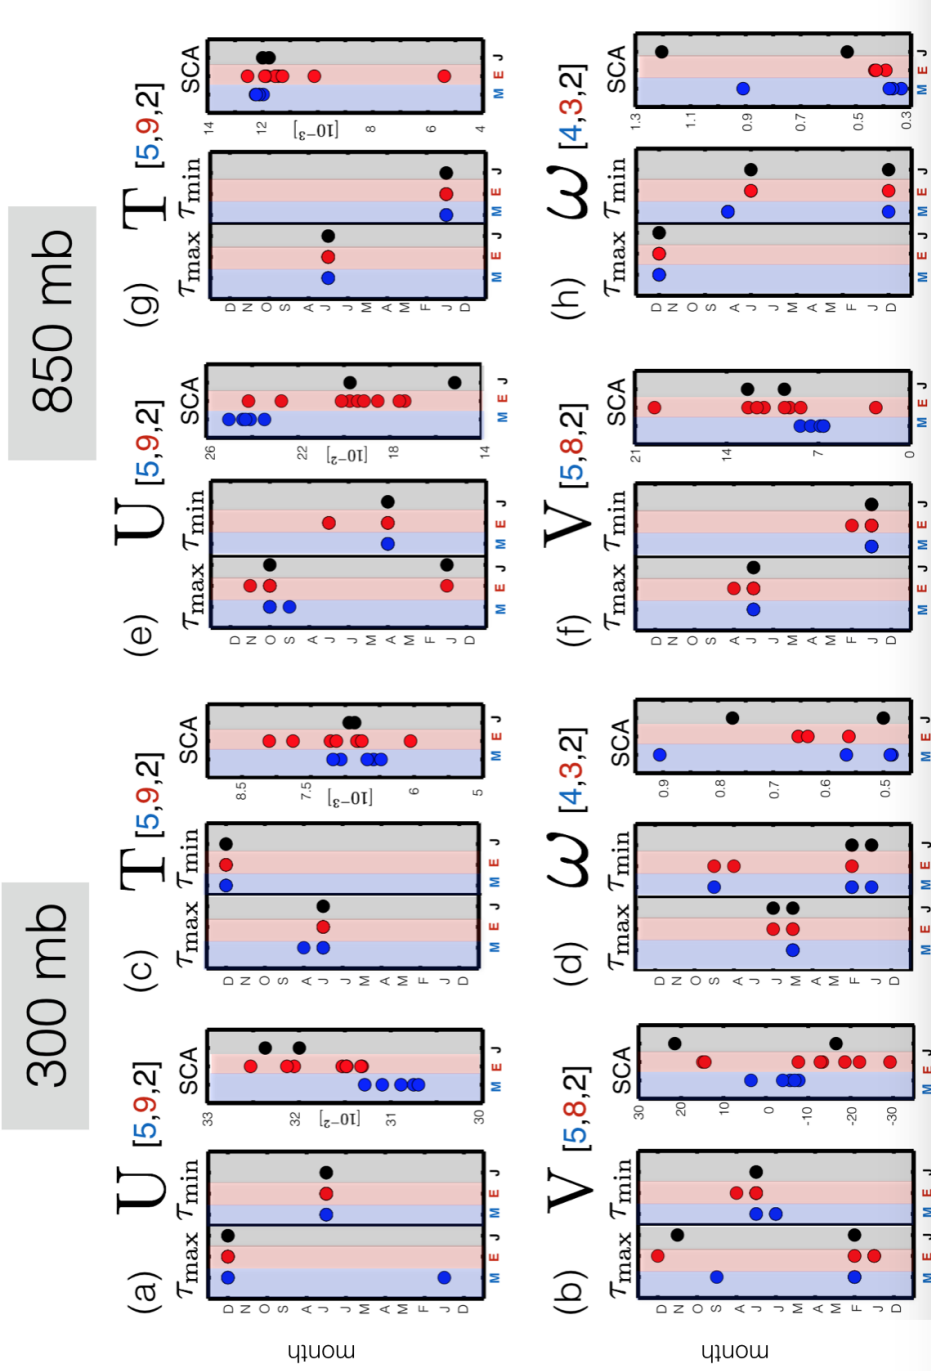 300 mb
850 mb
(a) U [5,9,2]
τmax τmin SCA
D N O S A J J M A M F J D
33 32 31 30
[10⁻²]
M E J M E J M E J
month
(c) T [5,9,2]
τmax τmin SCA
D N O S A J J M A M F J D
8.5 7.5 6 5
[10⁻³]
M E J M E J M E J
(e) U [5,9,2]
τmax τmin SCA
D N O S A J J M A M F J D
26 22 18 14
[10⁻²]
M E J M E J M E J
(g) T [5,9,2]
τmax τmin SCA
D N O S A J J M A M F J D
14 12 8 6 4
[10⁻³]
M E J M E J M E J
(b) V [5,8,2]
τmax τmin SCA
D N O S A J J M A M F J D
30 20 10 0 -10 -20 -30
M E J M E J M E J
month
(d) ω [4,3,2]
τmax τmin SCA
D N O S A J J M A M F J D
0.9 0.8 0.7 0.6 0.5
M E J M E J M E J
(f) V [5,8,2]
τmax τmin SCA
D N O S A J J M A M F J D
21 14 7 0
M E J M E J M E J
(h) ω [4,3,2]
τmax τmin SCA
D N O S A J J M A M F J D
1.3 1.1 0.9 0.7 0.5 0.3
M E J M E J M E J